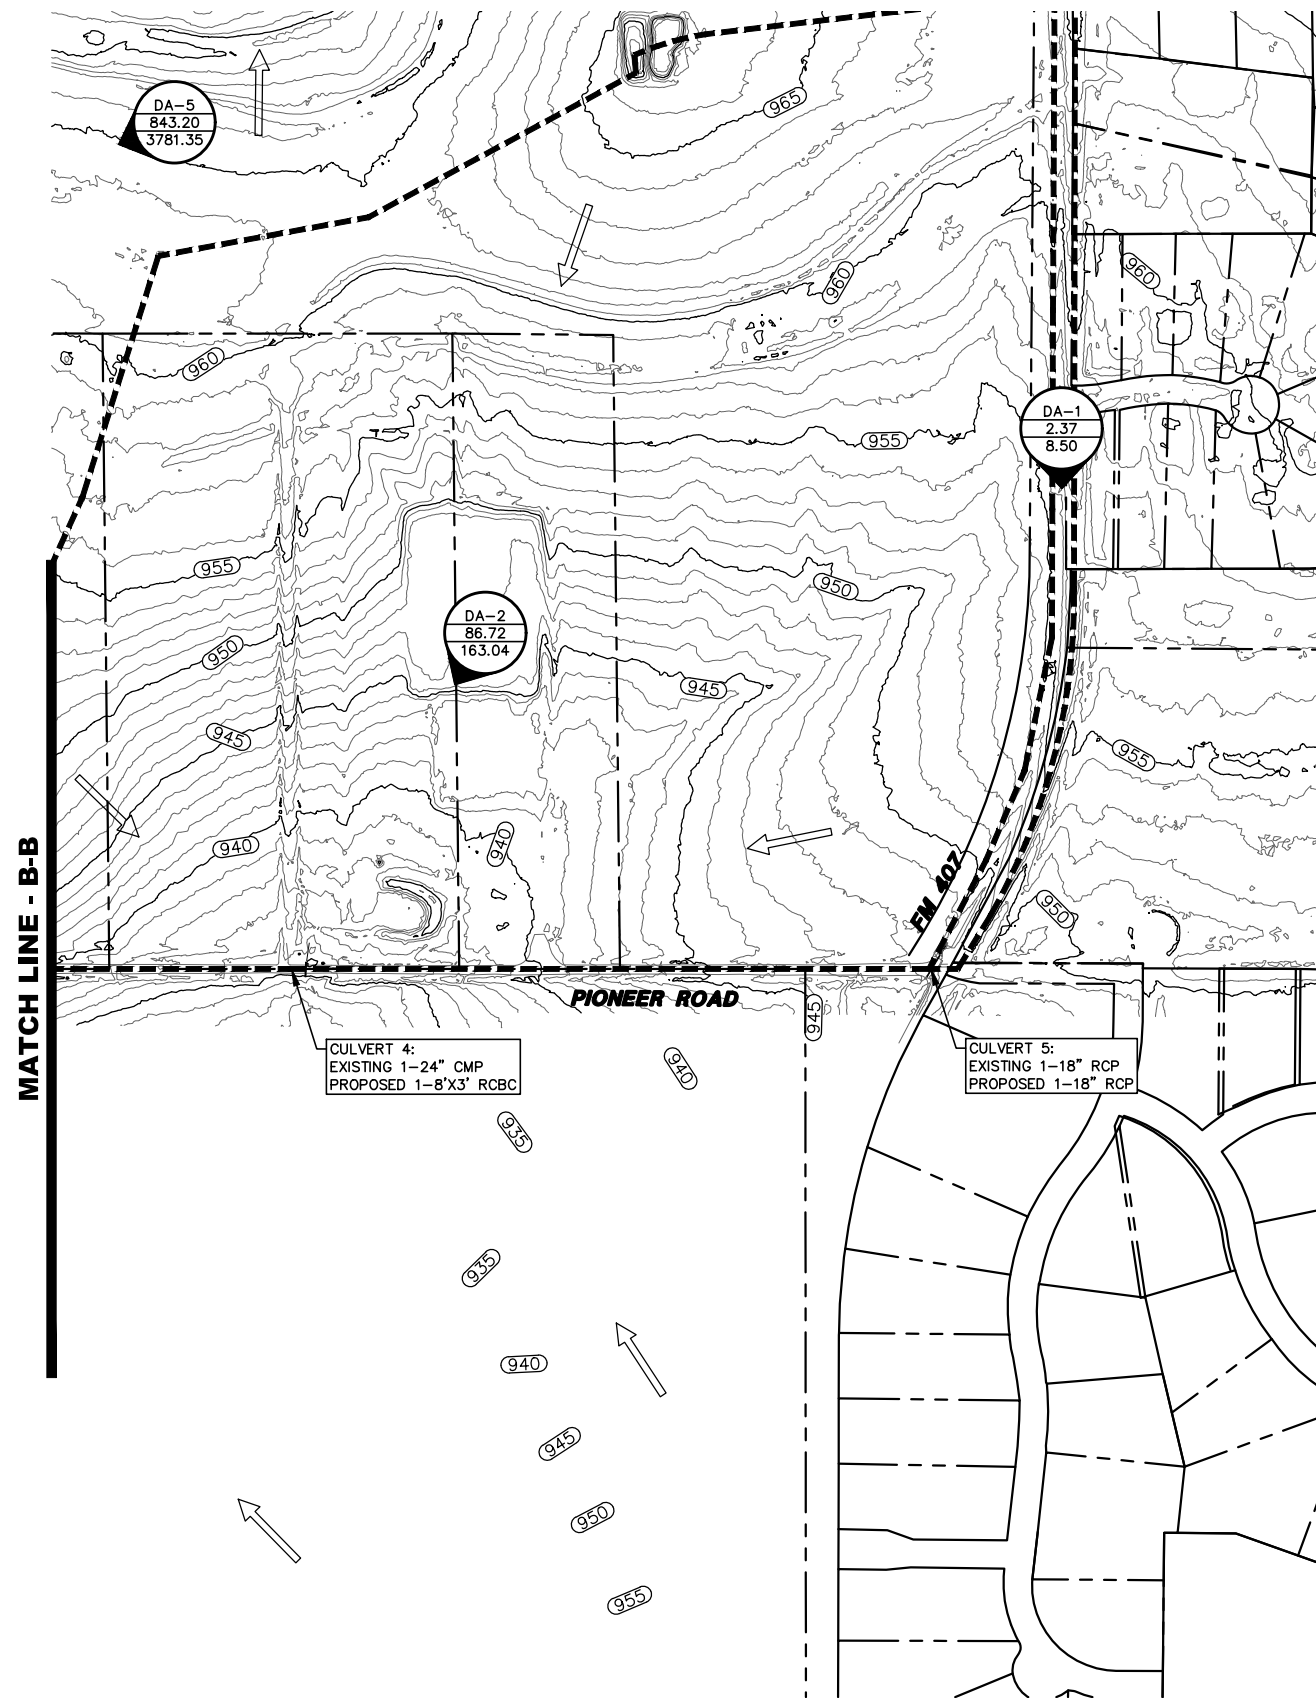 965
DA-5
843.20
3781.35
960
960
960
DA-1
2.37
8.50
955
955
950
DA-2
86.72
163.04
950
945
945
955
940
940
FM 407
950
MATCH LINE - B-B
PIONEER ROAD
945
CULVERT 4:
EXISTING 1-24" CMP
PROPOSED 1-8'X3' RCBC
940
CULVERT 5:
EXISTING 1-18" RCP
PROPOSED 1-18" RCP
935
935
940
945
950
955